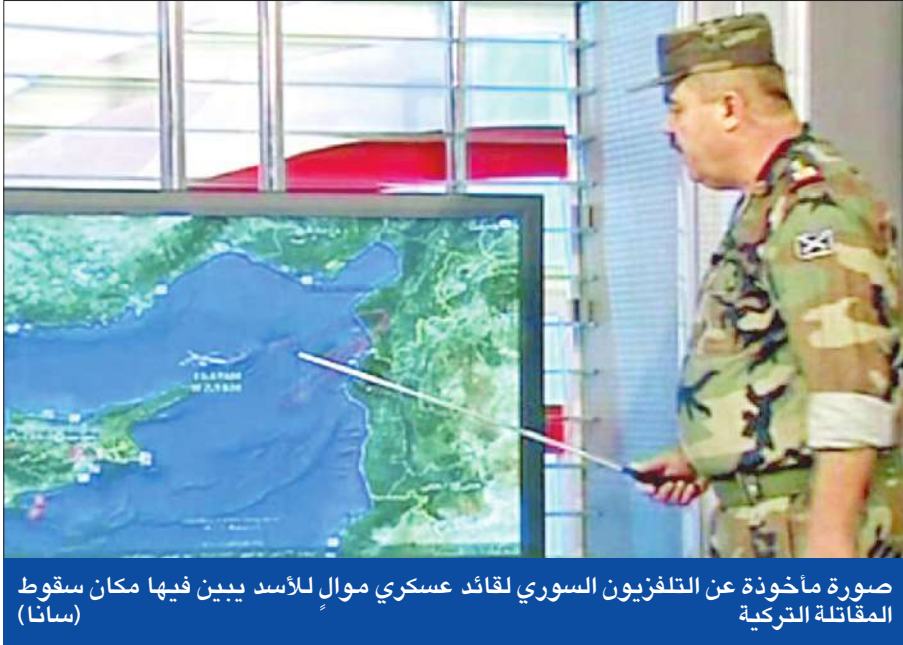 صورة مأخوذة عن التلفزيون السوري لقائد عسكري موالٍ للأسد يبين فيها مكان سقوط
المقاتلة التركية (سانا)